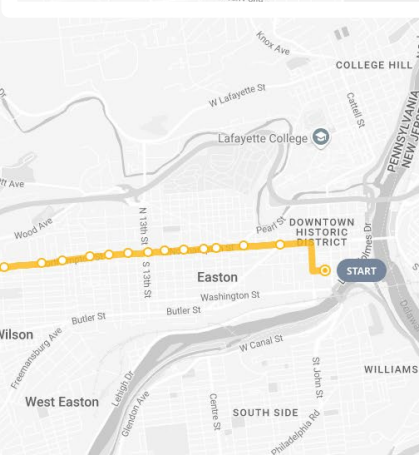 Knox Ave
COLLEGE HILL
W Lafayette St
Cattell St
PENNSYLVANIA
NEW JERSEY
Lafayette College
Wood Ave
N 13th St
Pearl St
DOWNTOWN
HISTORIC
DISTRICT
S 13th St
Easton
START
Washington St
Butler St
Butler St
Wilson
Freemansburg Ave
W Canal St
Lehigh Dr
Glendon Ave
West Easton
Centre St
St John St
WILLIAMS
SOUTH SIDE
Philadelphia Rd